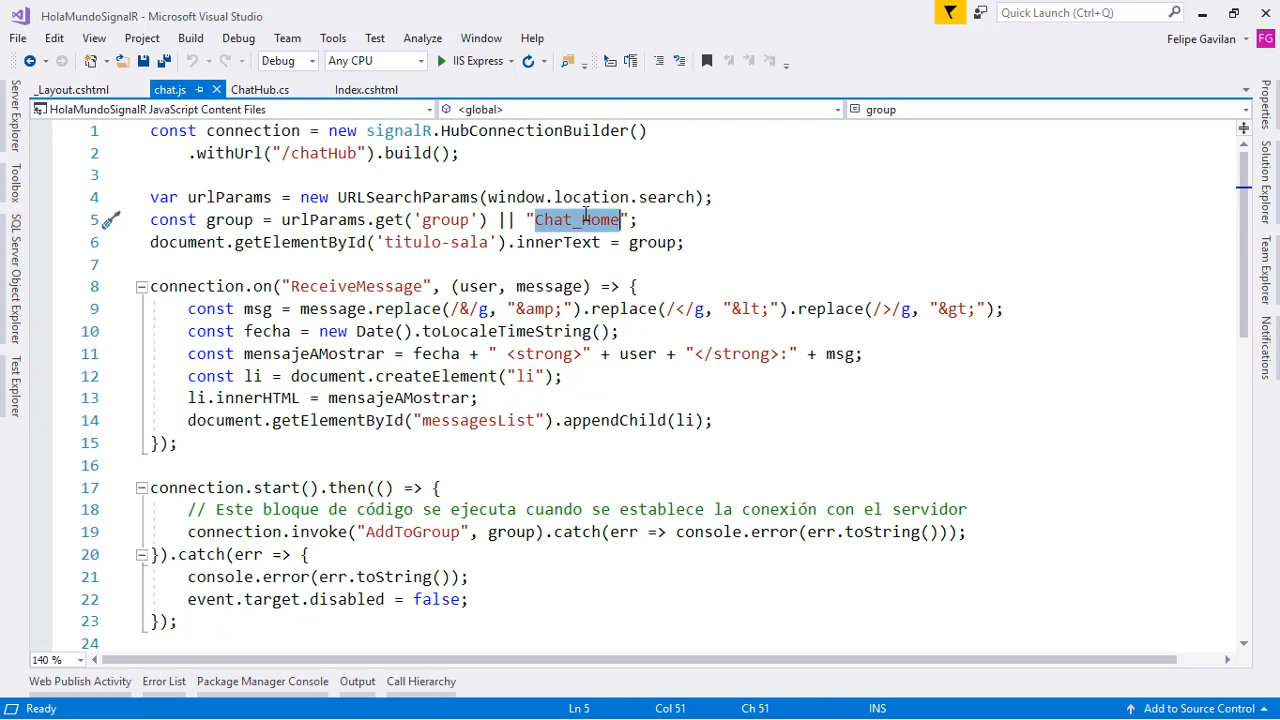 HolaMundoSignalR - Microsoft Visual Studio
Quick Launch (Ctrl+Q)
File Edit View Project Build Debug Team Tools Test Analyze Window Help
Felipe Gavilan FG
Debug Any CPU IIS Express
_Layout.cshtml chat.js ChatHub.cs Index.cshtml
HolaMundoSignalR JavaScript Content Files <global> group
Server Explorer
Toolbox
SQL Server Object Explorer
Test Explorer
1 const connection = new signalR.HubConnectionBuilder()
2 .withUrl("/chatHub").build();
3
4 var urlParams = new URLSearchParams(window.location.search);
5 const group = urlParams.get('group') || "Chat_Home";
6 document.getElementById('titulo-sala').innerText = group;
7
8 connection.on("ReceiveMessage", (user, message) => {
9 const msg = message.replace(/&/g, "&amp;").replace(/</g, "&lt;").replace(/>/g, "&gt;");
10 const fecha = new Date().toLocaleTimeString();
11 const mensajeAMostrar = fecha + " <strong>" + user + "</strong>:" + msg;
12 const li = document.createElement("li");
13 li.innerHTML = mensajeAMostrar;
14 document.getElementById("messagesList").appendChild(li);
15 });
16
17 connection.start().then(() => {
18 // Este bloque de código se ejecuta cuando se establece la conexión con el servidor
19 connection.invoke("AddToGroup", group).catch(err => console.error(err.toString()));
20 }).catch(err => {
21 console.error(err.toString());
22 event.target.disabled = false;
23 });
24
Properties
Solution Explorer
Team Explorer
Notifications
140 %
Web Publish Activity Error List Package Manager Console Output Call Hierarchy
Ready Ln 5 Col 51 Ch 51 INS Add to Source Control